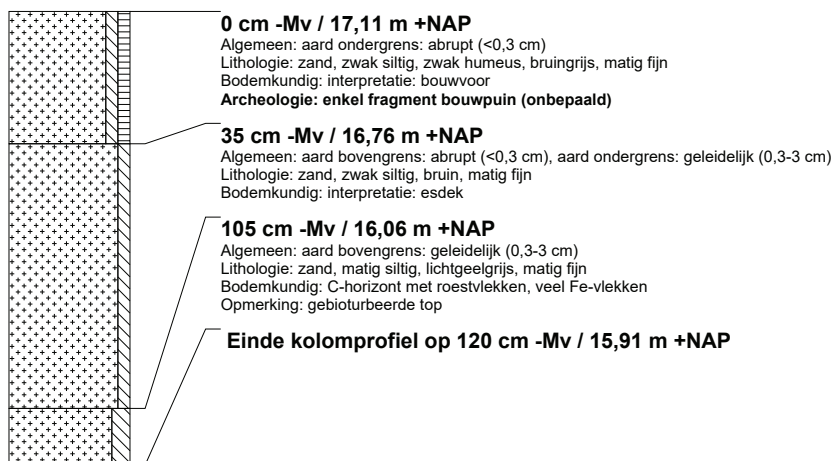 0 cm -Mv / 17,11 m +NAP
Algemeen: aard ondergrens: abrupt (<0,3 cm)
Lithologie: zand, zwak siltig, zwak humeus, bruingrijs, matig fijn
Bodemkundig: interpretatie: bouwvoor
Archeologie: enkel fragment bouwpuin (onbepaald)
35 cm -Mv / 16,76 m +NAP
Algemeen: aard bovengrens: abrupt (<0,3 cm), aard ondergrens: geleidelijk (0,3-3 cm)
Lithologie: zand, zwak siltig, bruin, matig fijn
Bodemkundig: interpretatie: esdek
105 cm -Mv / 16,06 m +NAP
Algemeen: aard bovengrens: geleidelijk (0,3-3 cm)
Lithologie: zand, matig siltig, lichtgeelgrijs, matig fijn
Bodemkundig: C-horizont met roestvlekken, veel Fe-vlekken
Opmerking: gebioturbeerde top
Einde kolomprofiel op 120 cm -Mv / 15,91 m +NAP